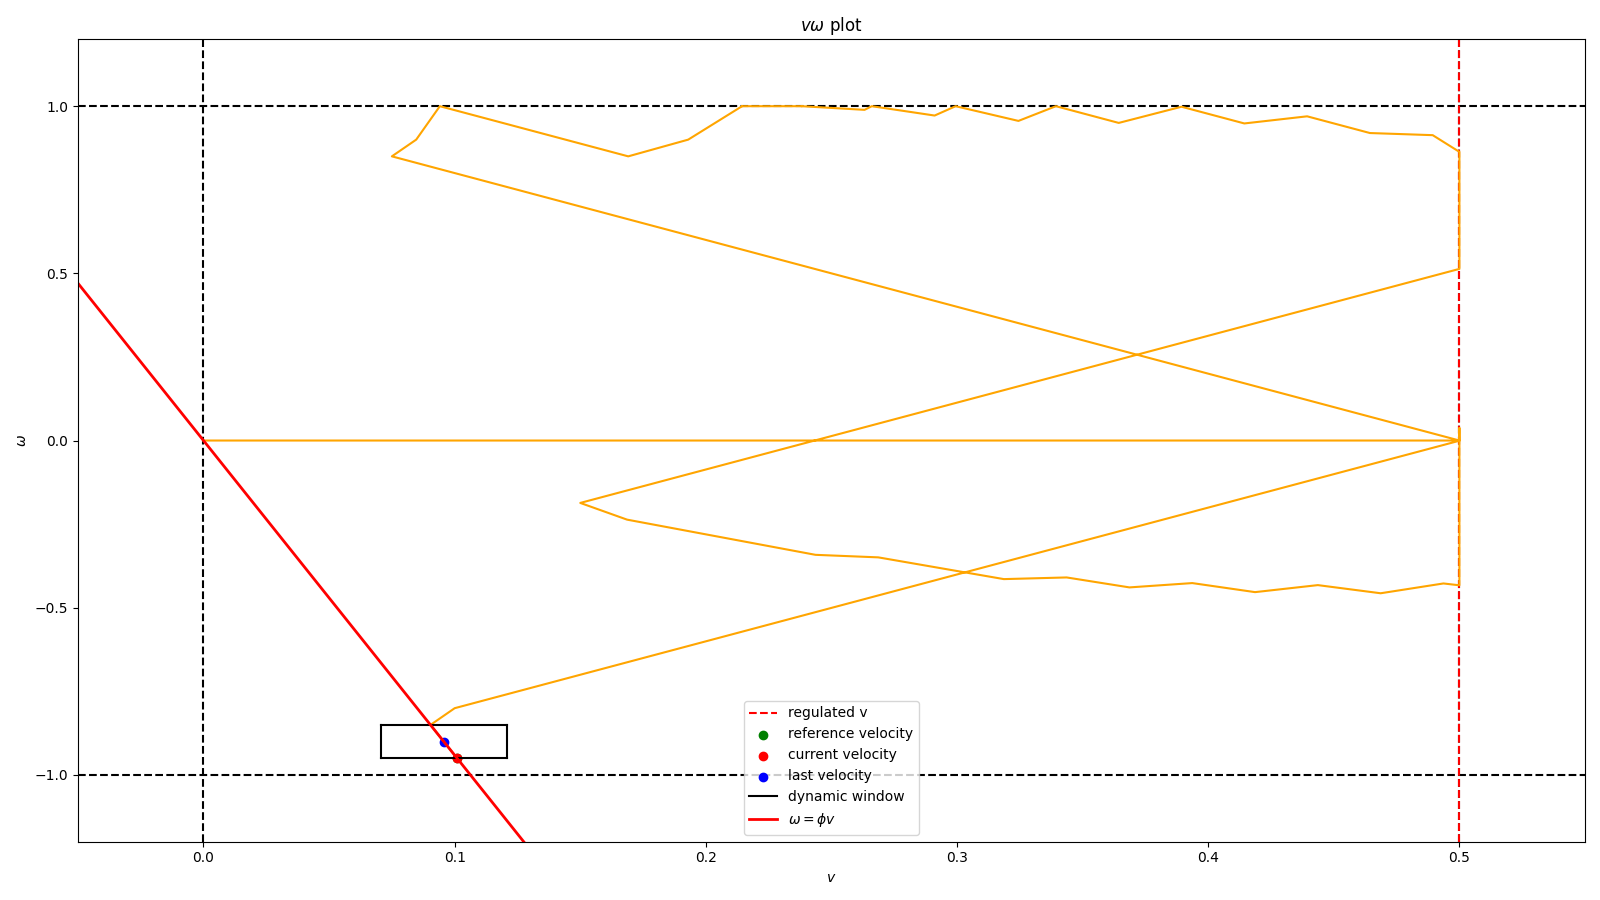 vω plot
1.0
0.5
0.0
−0.5
−1.0
ω
regulated v
reference velocity
current velocity
last velocity
dynamic window
ω = ϕv
0.0 0.1 0.2 0.3 0.4 0.5
v